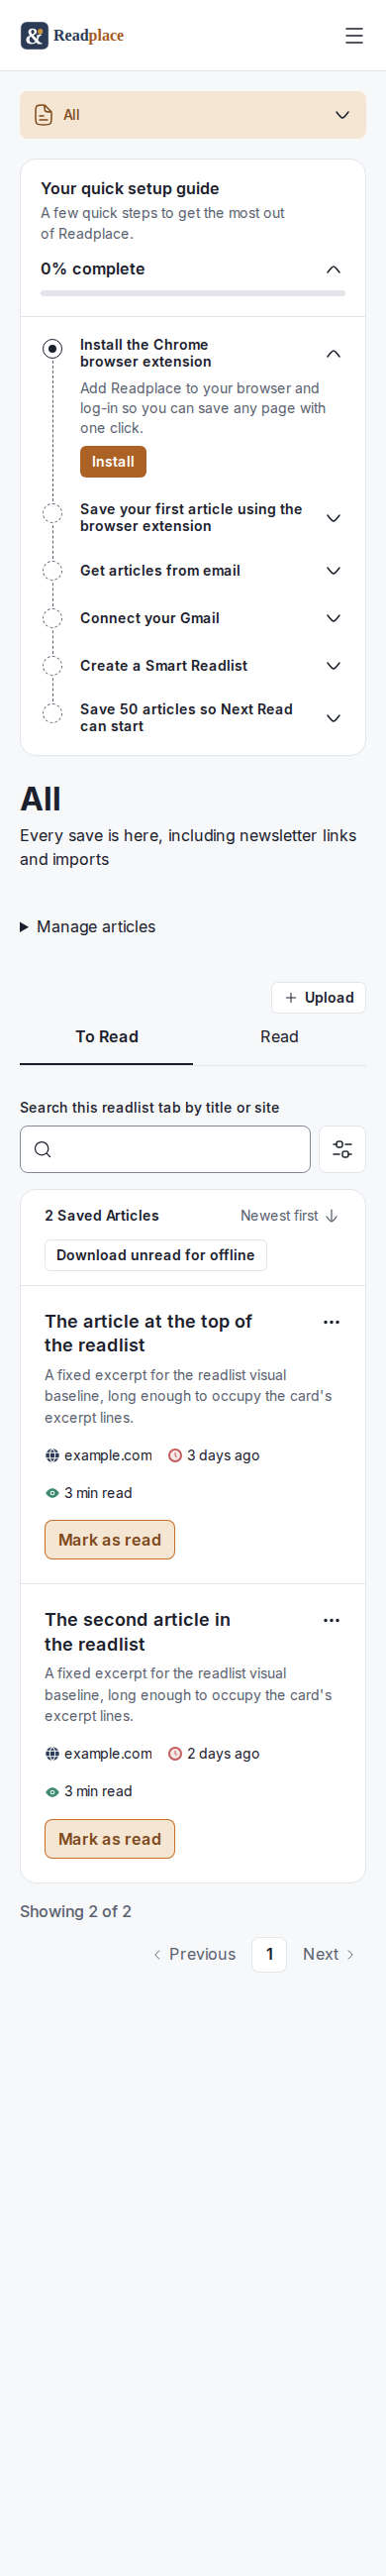 & Readplace
All
Your quick setup guide
A few quick steps to get the most out
of Readplace.
0% complete
Install the Chrome
browser extension
Add Readplace to your browser and
log-in so you can save any page with
one click.
Install
Save your first article using the
browser extension
Get articles from email
Connect your Gmail
Create a Smart Readlist
Save 50 articles so Next Read
can start
All
Every save is here, including newsletter links
and imports
Manage articles
Upload
To Read Read
Search this readlist tab by title or site
2 Saved Articles Newest first
Download unread for offline
The article at the top of
the readlist
A fixed excerpt for the readlist visual
baseline, long enough to occupy the card's
excerpt lines.
example.com 3 days ago
3 min read
Mark as read
The second article in
the readlist
A fixed excerpt for the readlist visual
baseline, long enough to occupy the card's
excerpt lines.
example.com 2 days ago
3 min read
Mark as read
Showing 2 of 2
Previous 1 Next